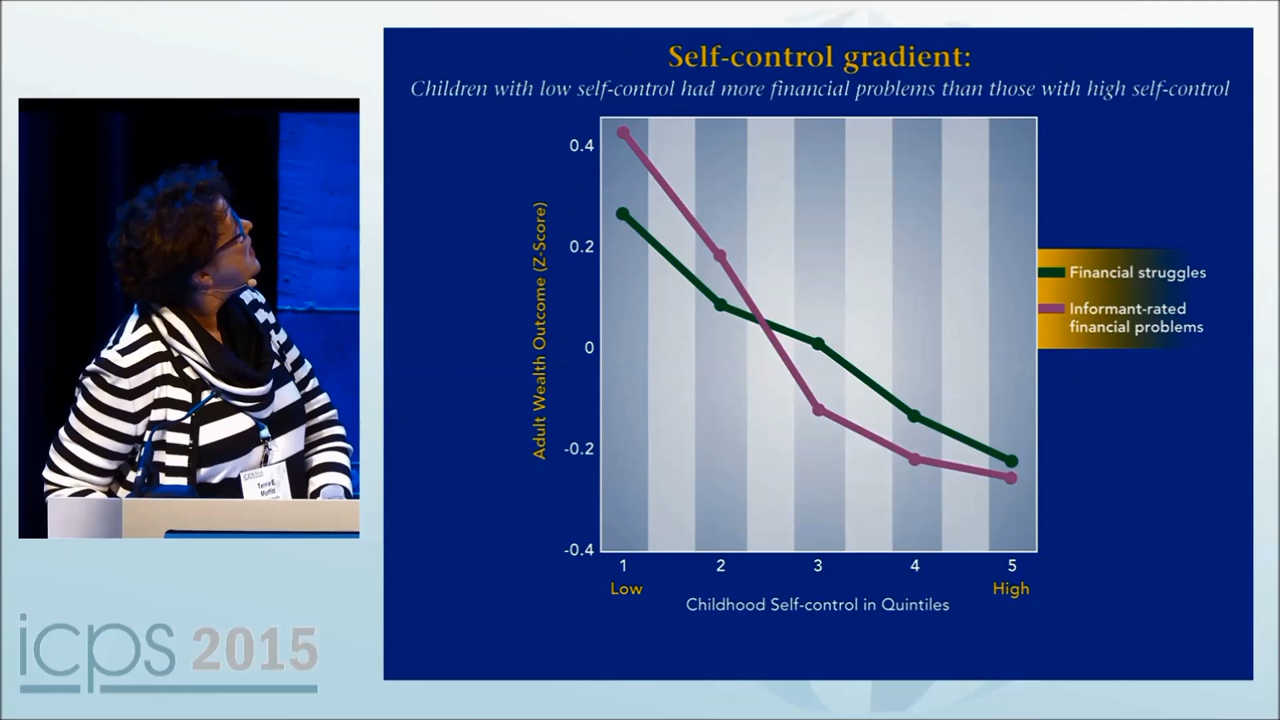 Self-control gradient:
Children with low self-control had more financial problems than those with high self-control
0.4
0.2
0
-0.2
-0.4
Adult Wealth Outcome (Z-Score)
1
2
3
4
5
Low
High
Childhood Self-control in Quintiles
Financial struggles
Informant-rated
financial problems
Terrie E.
Moffitt
icps 2015